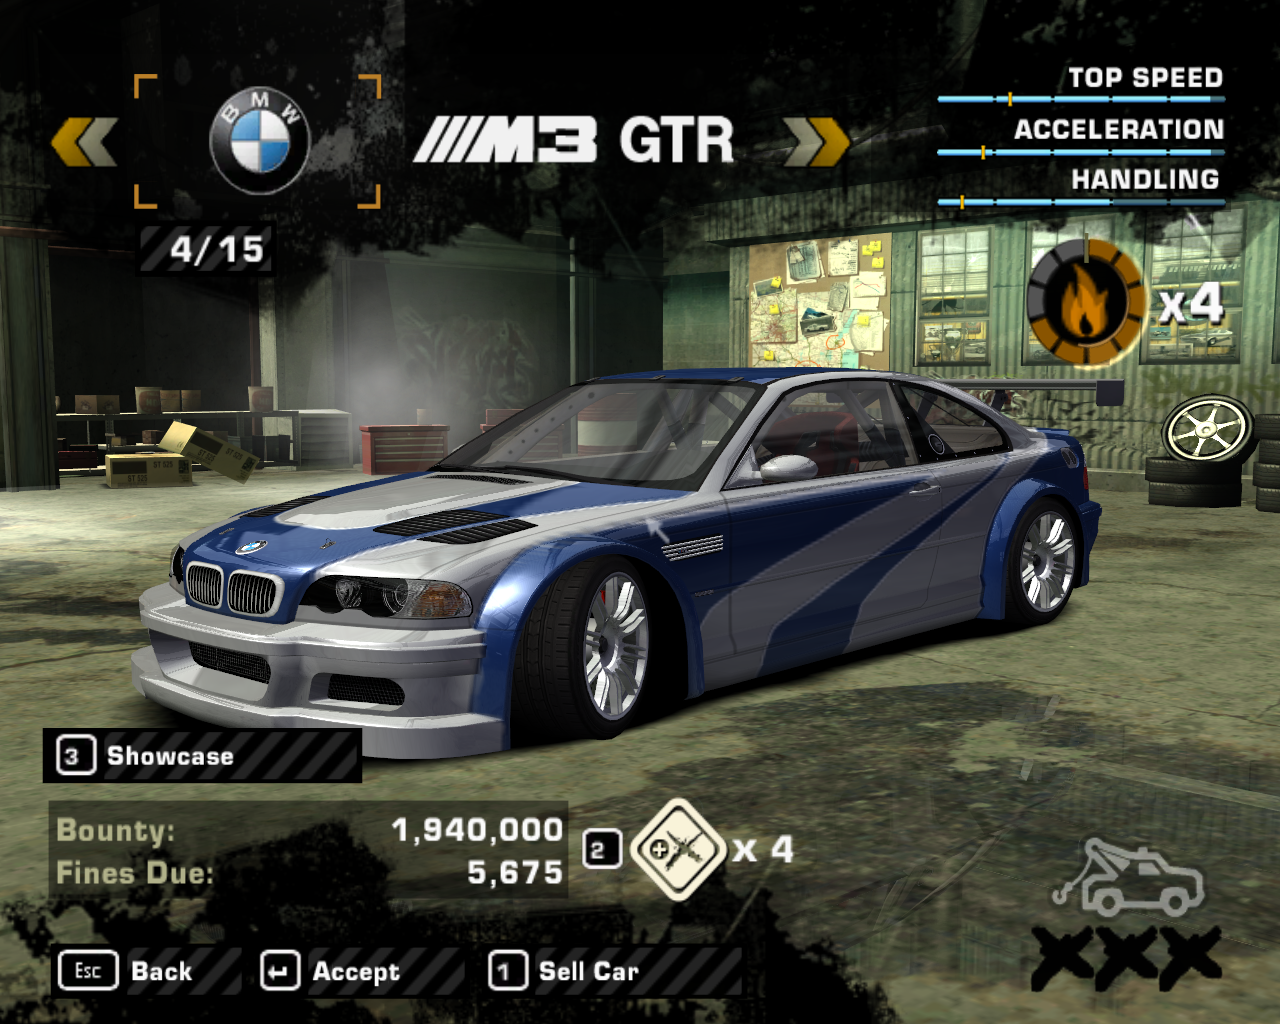 BMW
M3 GTR
4/15
TOP SPEED
ACCELERATION
HANDLING
x4
3 Showcase
Bounty: 1,940,000
Fines Due: 5,675
2 x 4
Esc Back
Accept
1 Sell Car
XXX